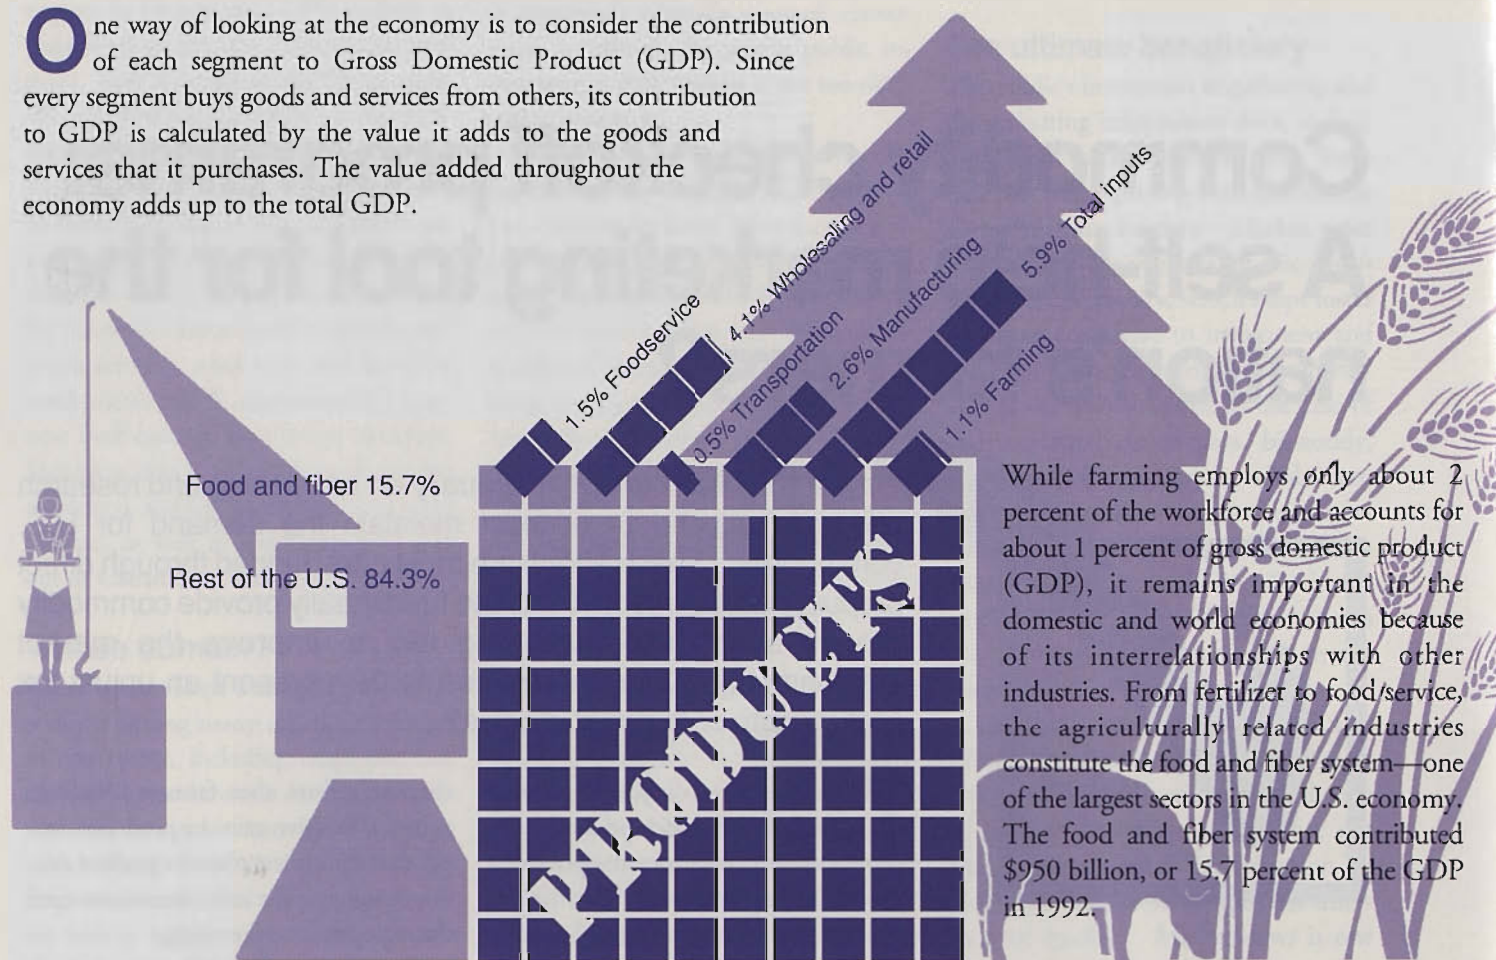 One way of looking at the economy is to consider the contribution
of each segment to Gross Domestic Product (GDP). Since
every segment buys goods and services from others, its contribution
to GDP is calculated by the value it adds to the goods and
services that it purchases. The value added throughout the
economy adds up to the total GDP.
1.5% Foodservice
4.1% Wholesaling and retail
0.5% Transportation
2.6% Manufacturing
5.9% Total inputs
1.1% Farming
Food and fiber 15.7%
Rest of the U.S. 84.3%
PRODUCTS
While farming employs only about 2
percent of the workforce and accounts for
about 1 percent of gross domestic product
(GDP), it remains important in the
domestic and world economies because
of its interrelationships with other
industries. From fertilizer to food/service,
the agriculturally related industries
constitute the food and fiber system—one
of the largest sectors in the U.S. economy.
The food and fiber system contributed
$950 billion, or 15.7 percent of the GDP
in 1992.